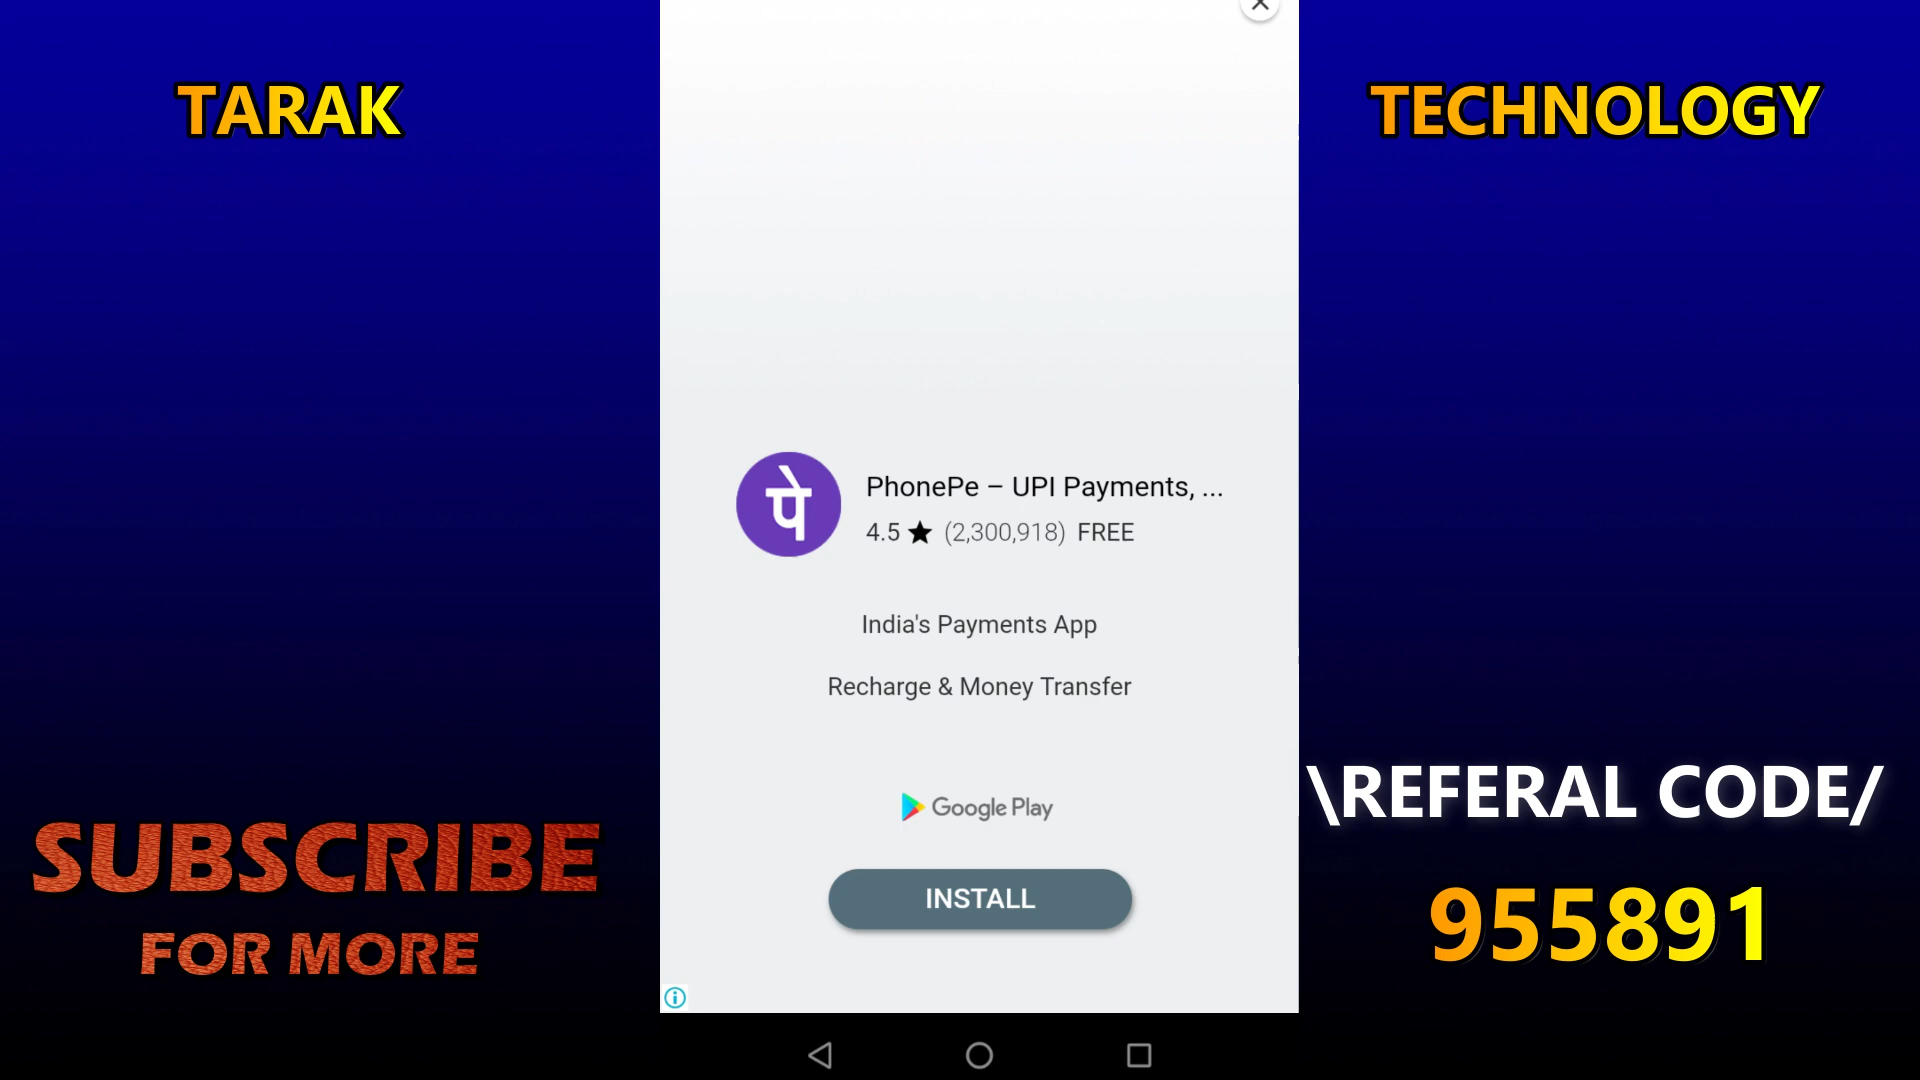 TARAK
TECHNOLOGY
पे
PhonePe – UPI Payments, ...
4.5 ★ (2,300,918) FREE
India's Payments App
Recharge & Money Transfer
Google Play
INSTALL
SUBSCRIBE
FOR MORE
\REFERAL CODE/
955891